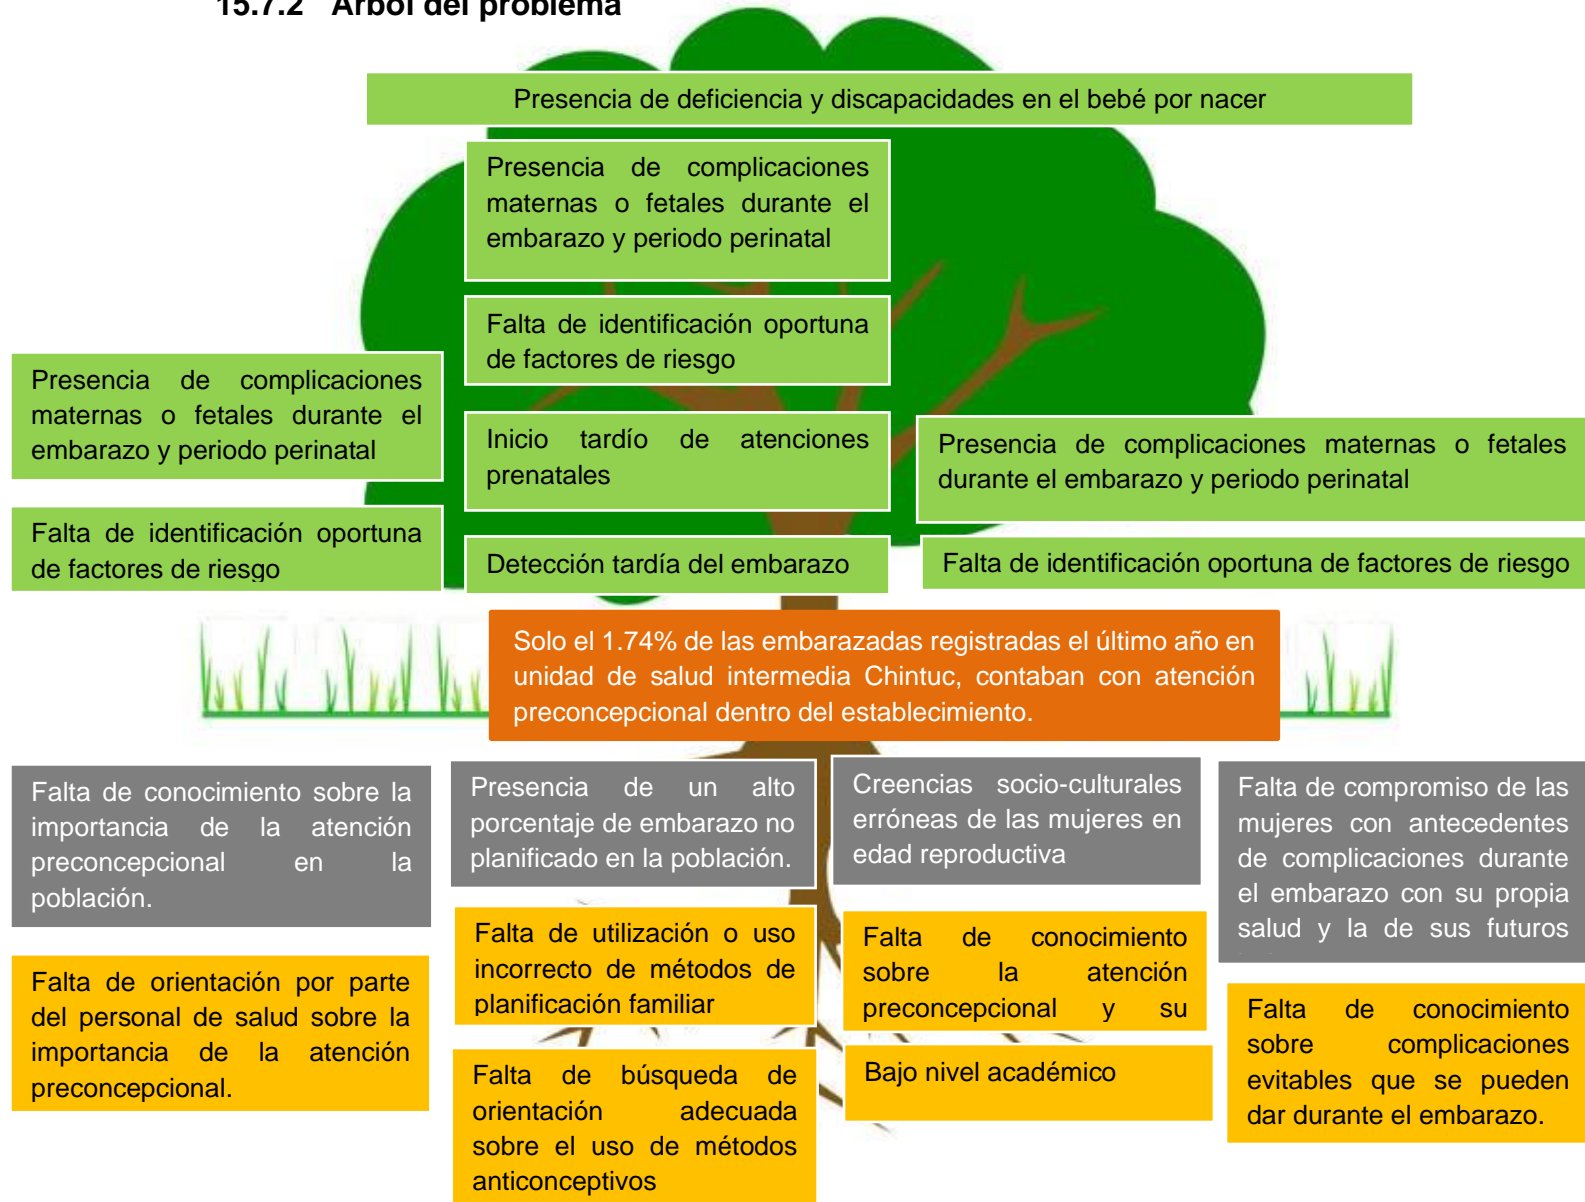 15.7.2 Árbol del problema
Presencia de deficiencia y discapacidades en el bebé por nacer
Presencia de complicaciones
maternas o fetales durante el
embarazo y periodo perinatal
Falta de identificación oportuna
de factores de riesgo
Presencia de complicaciones
maternas o fetales durante el
embarazo y periodo perinatal
Inicio tardío de atenciones
prenatales
Presencia de complicaciones maternas o fetales
durante el embarazo y periodo perinatal
Falta de identificación oportuna
de factores de riesgo
Detección tardía del embarazo
Falta de identificación oportuna de factores de riesgo
Solo el 1.74% de las embarazadas registradas el último año en
unidad de salud intermedia Chintuc, contaban con atención
preconcepcional dentro del establecimiento.
Falta de conocimiento sobre la
importancia de la atención
preconcepcional en la
población.
Presencia de un alto
porcentaje de embarazo no
planificado en la población.
Creencias socio-culturales
erróneas de las mujeres en
edad reproductiva
Falta de compromiso de las
mujeres con antecedentes
de complicaciones durante
el embarazo con su propia
salud y la de sus futuros
Falta de orientación por parte
del personal de salud sobre la
importancia de la atención
preconcepcional.
Falta de utilización o uso
incorrecto de métodos de
planificación familiar
Falta de conocimiento
sobre la atención
preconcepcional y su
Falta de conocimiento
sobre complicaciones
evitables que se pueden
dar durante el embarazo.
Falta de búsqueda de
orientación adecuada
sobre el uso de métodos
anticonceptivos
Bajo nivel académico